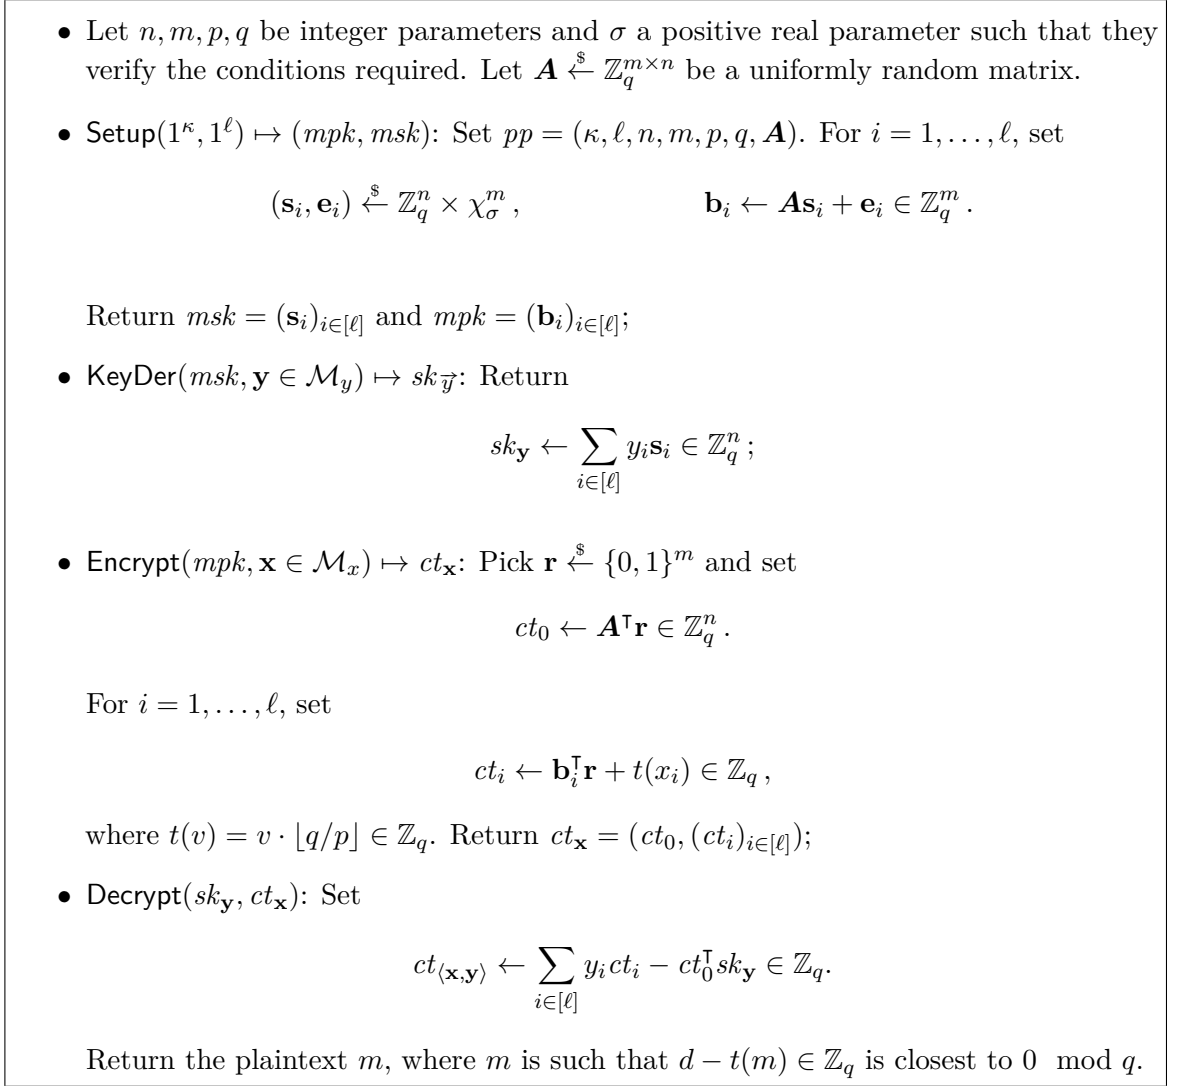 • Let n, m, p, q be integer parameters and σ a positive real parameter such that they
verify the conditions required. Let A ←$ ℤ_q^{m×n} be a uniformly random matrix.
• Setup(1^κ, 1^ℓ) ↦ (mpk, msk): Set pp = (κ, ℓ, n, m, p, q, A). For i = 1, . . . , ℓ, set
(s_i, e_i) ←$ ℤ_q^n × χ_σ^m , b_i ← As_i + e_i ∈ ℤ_q^m .
Return msk = (s_i)_{i∈[ℓ]} and mpk = (b_i)_{i∈[ℓ]};
• KeyDer(msk, y ∈ ℳ_y) ↦ sk_{\overrightarrow{y}}: Return
sk_y ← ∑_{i∈[ℓ]} y_i s_i ∈ ℤ_q^n ;
• Encrypt(mpk, x ∈ ℳ_x) ↦ ct_x: Pick r ←$ {0, 1}^m and set
ct_0 ← A^⊺ r ∈ ℤ_q^n .
For i = 1, . . . , ℓ, set
ct_i ← b_i^⊺ r + t(x_i) ∈ ℤ_q ,
where t(v) = v · ⌊q/p⌋ ∈ ℤ_q. Return ct_x = (ct_0, (ct_i)_{i∈[ℓ]});
• Decrypt(sk_y, ct_x): Set
ct_{⟨x,y⟩} ← ∑_{i∈[ℓ]} y_i ct_i − ct_0^⊺ sk_y ∈ ℤ_q.
Return the plaintext m, where m is such that d − t(m) ∈ ℤ_q is closest to 0 mod q.